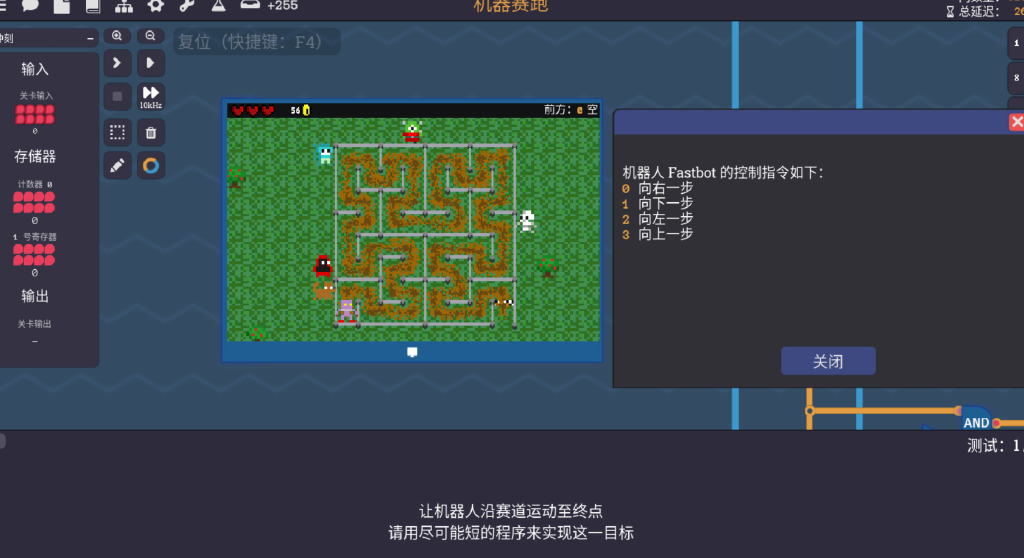 +255
机器赛跑
总延迟：
复位（快捷键：F4）
输入
关卡输入
0
存储器
计数器 0
0
1 号寄存器
0
输出
关卡输出
–
10kHz
56
前方：0 空
1
8
机器人 Fastbot 的控制指令如下：
0 向右一步
1 向下一步
2 向左一步
3 向上一步
关闭
AND
测试：1
让机器人沿赛道运动至终点
请用尽可能短的程序来实现这一目标